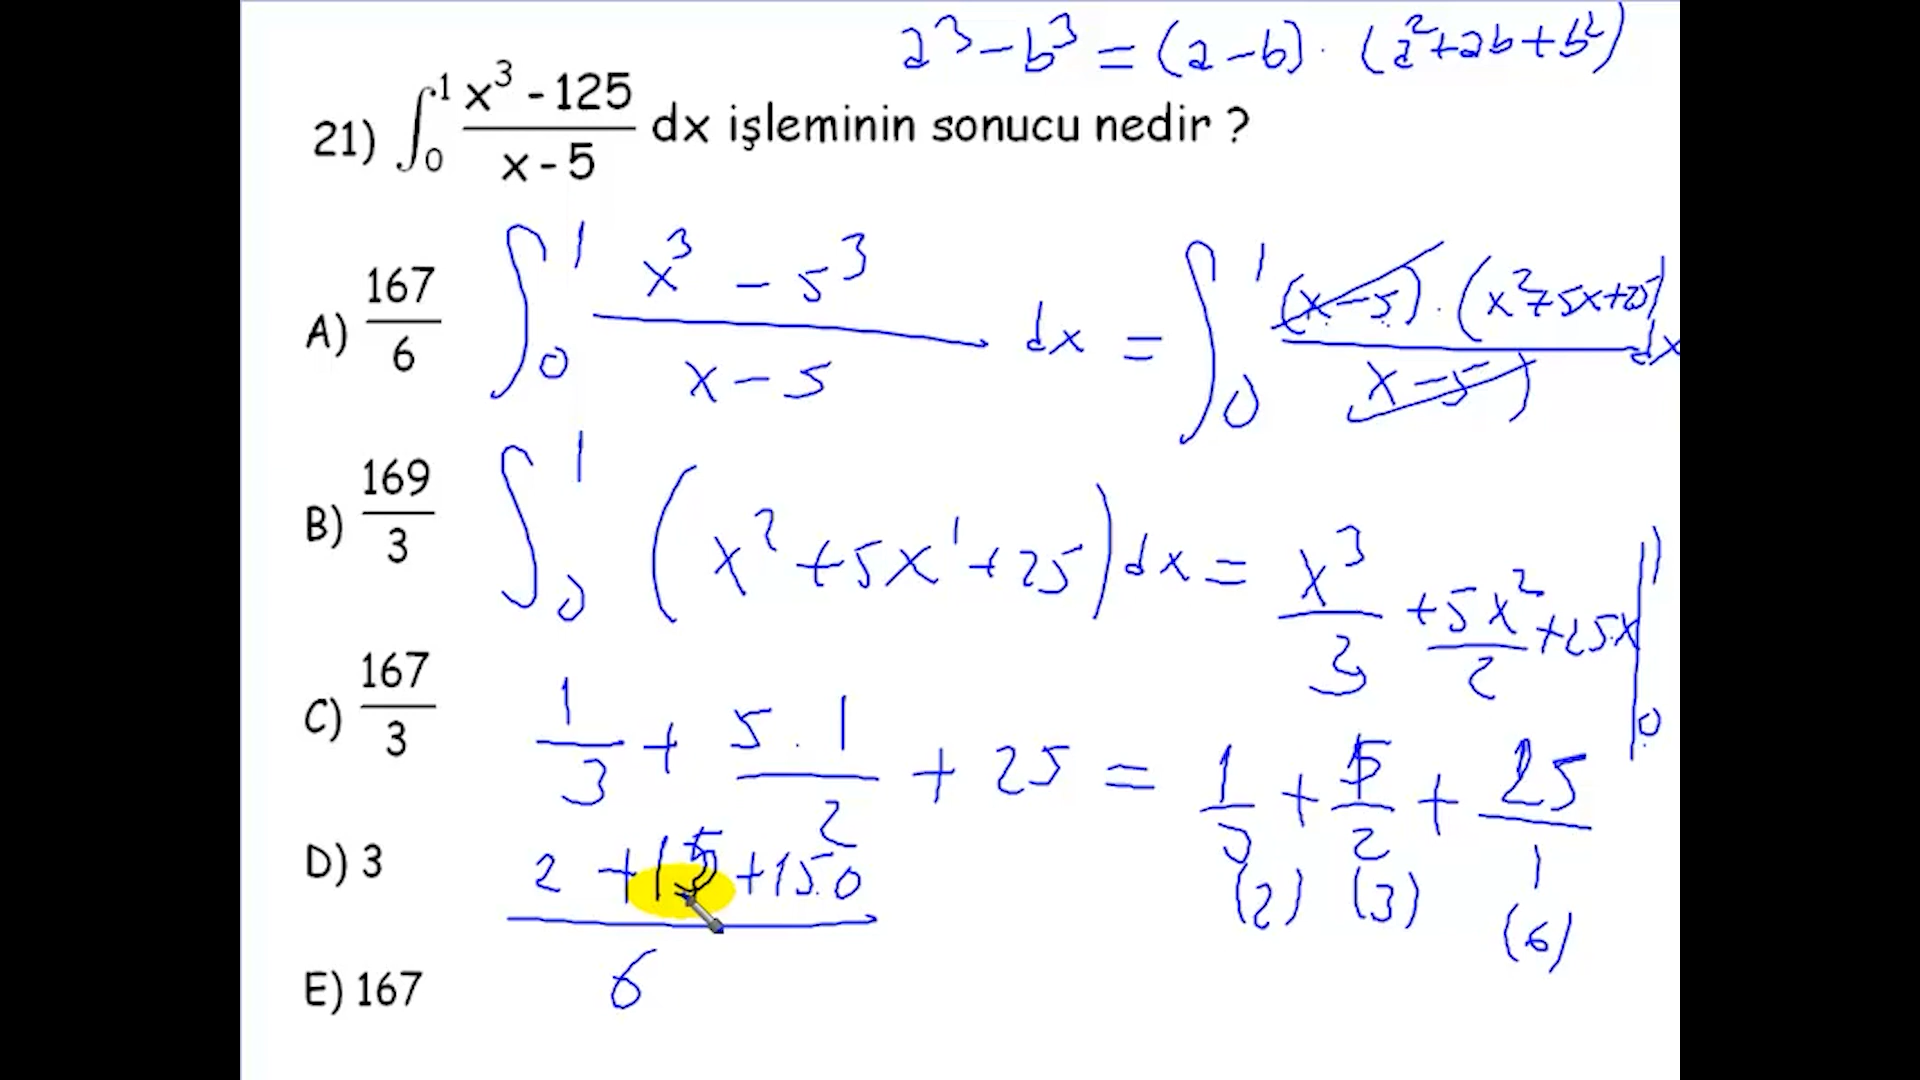 a³ - b³ = (a - b) · (a² + ab + b²)
21) ∫₀¹ (x³ - 125)/(x - 5) dx işleminin sonucu nedir ?
A) 167/6
∫₀¹ (x³ - 5³)/(x - 5) dx = ∫₀¹ ((x - 5) · (x² + 5x + 25))/(x - 5) dx
B) 169/3
∫₀¹ (x² + 5x¹ + 25) dx = x³/3 + 5x²/2 + 25x |₀¹
C) 167/3
1/3 + 5.1/2 + 25 = 1/3 + 5/2 + 25/1
(2) (3) (6)
D) 3
(2 + 15 + 150)/6
E) 167